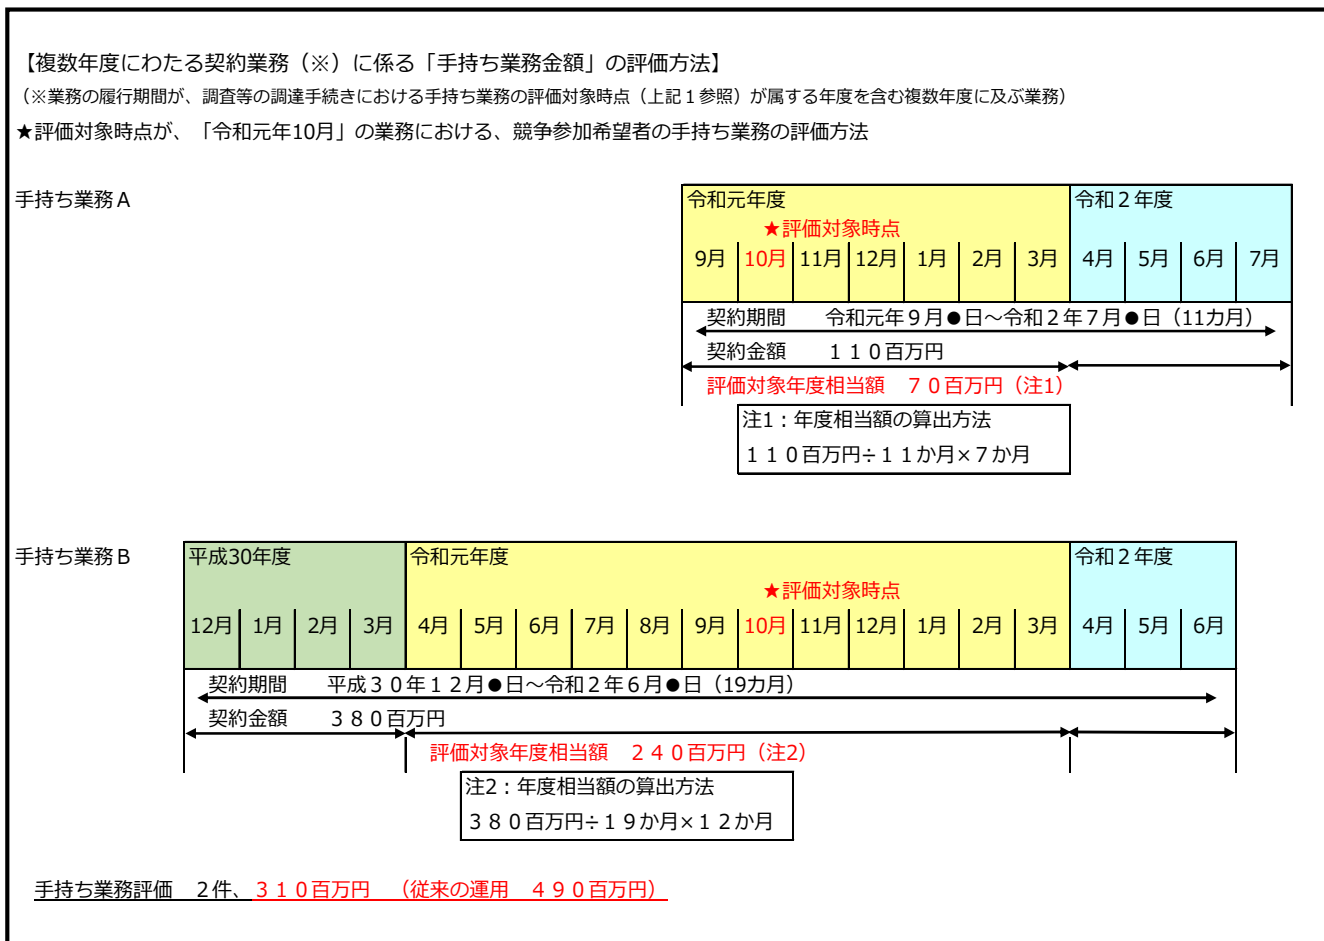 【複数年度にわたる契約業務（※）に係る「手持ち業務金額」の評価方法】
（※業務の履行期間が、調査等の調達手続きにおける手持ち業務の評価対象時点（上記１参照）が属する年度を含む複数年度に及ぶ業務）
★評価対象時点が、「令和元年10月」の業務における、競争参加希望者の手持ち業務の評価方法
手持ち業務Ａ
令和元年度 令和２年度
★評価対象時点
9月 10月 11月 12月 1月 2月 3月 4月 5月 6月 7月
契約期間　令和元年９月●日～令和２年７月●日（11カ月）
契約金額　１１０百万円
評価対象年度相当額　７０百万円（注1）
注1：年度相当額の算出方法
１１０百万円÷１１か月×７か月
手持ち業務Ｂ
平成30年度 令和元年度 令和２年度
★評価対象時点
12月 1月 2月 3月 4月 5月 6月 7月 8月 9月 10月 11月 12月 1月 2月 3月 4月 5月 6月
契約期間　平成３０年１２月●日～令和２年６月●日（19カ月）
契約金額　３８０百万円
評価対象年度相当額　２４０百万円（注2）
注2：年度相当額の算出方法
３８０百万円÷１９か月×１２か月
手持ち業務評価　２件、３１０百万円　（従来の運用　４９０百万円）